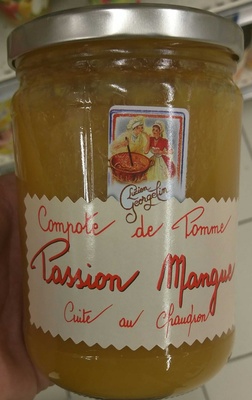 Lucien
Georgelin
Compote de Pomme
Passion Mangue
Cuite au Chaudron